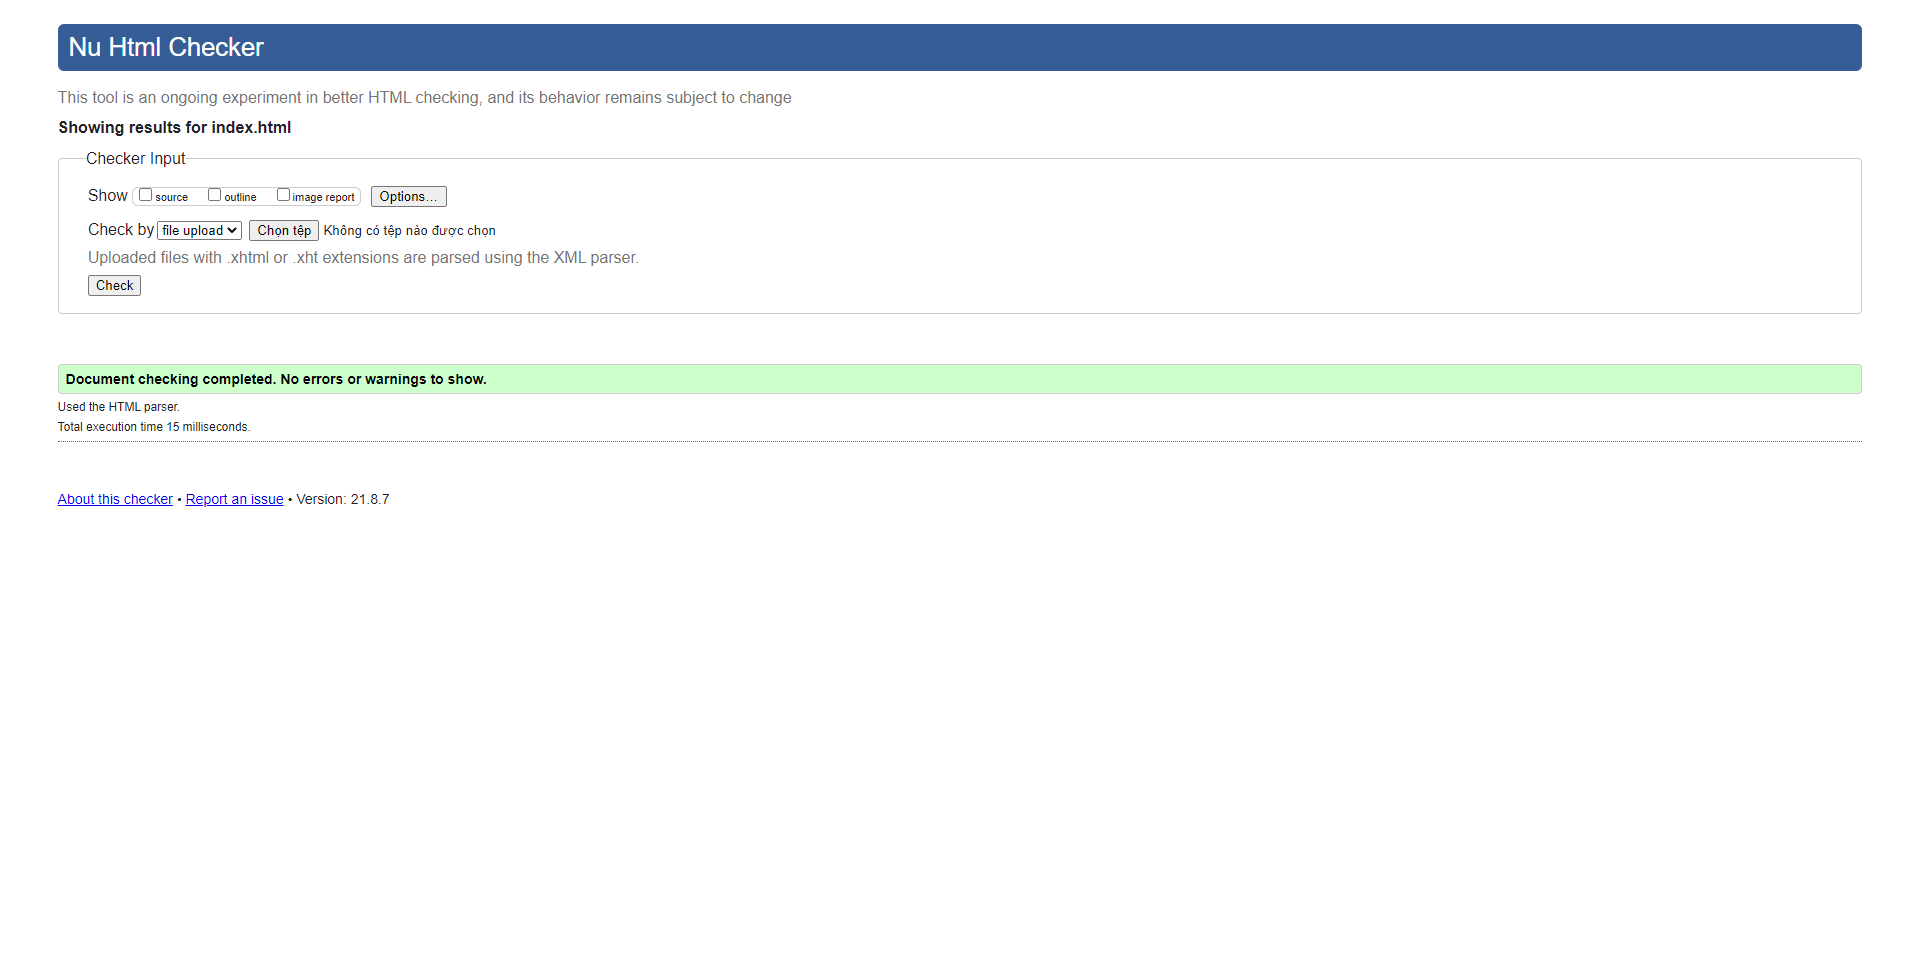 Nu Html Checker
This tool is an ongoing experiment in better HTML checking, and its behavior remains subject to change
Showing results for index.html
Checker Input
Show source outline image report Options...
Check by file upload Chọn tệp Không có tệp nào được chọn
Uploaded files with .xhtml or .xht extensions are parsed using the XML parser.
Check
Document checking completed. No errors or warnings to show.
Used the HTML parser.
Total execution time 15 milliseconds.
About this checker • Report an issue • Version: 21.8.7